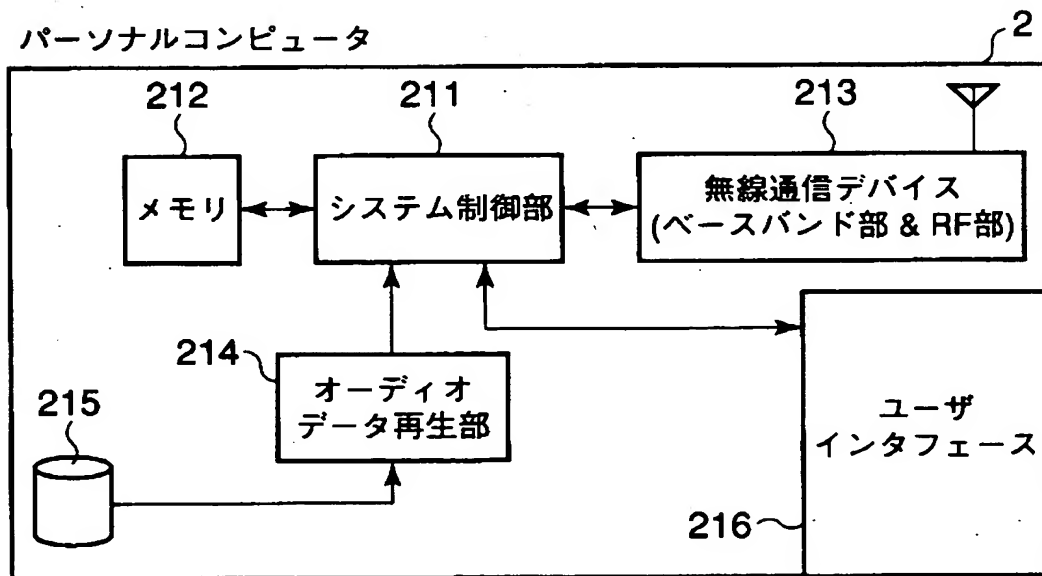 2
パーソナルコンピュータ
212
211
213
メモリ
システム制御部
無線通信デバイス
(ベースバンド部 & RF部)
214
オーディオ
データ再生部
215
ユーザ
インタフェース
216